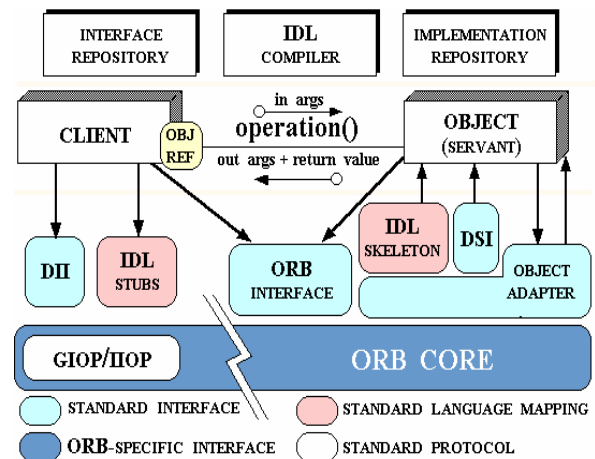 INTERFACE
REPOSITORY
IDL
COMPILER
IMPLEMENTATION
REPOSITORY
in args
CLIENT
OBJ
REF
operation()
OBJECT
(SERVANT)
out args + return value
DII
IDL
STUBS
ORB
INTERFACE
IDL
SKELETON
DSI
OBJECT
ADAPTER
GIOP/IIOP
ORB CORE
STANDARD INTERFACE
STANDARD LANGUAGE MAPPING
ORB-SPECIFIC INTERFACE
STANDARD PROTOCOL